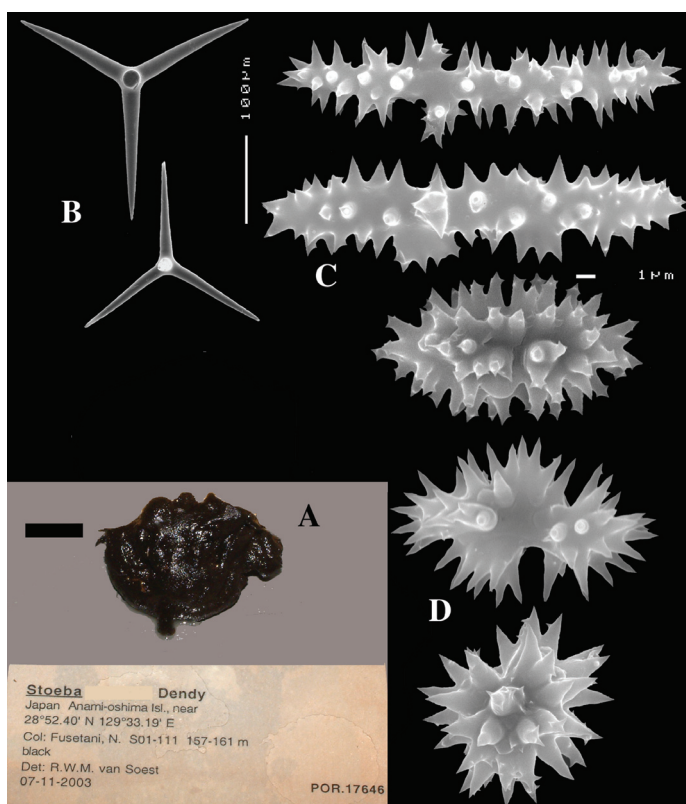 B
100µm
C
1µm
A
D
Stoeba Dendy
Japan Anami-oshima Isl., near
28°52.40' N 129°33.19' E
Col: Fusetani, N. S01-111 157-161 m
black
Det: R.W.M. van Soest
07-11-2003
POR.17646